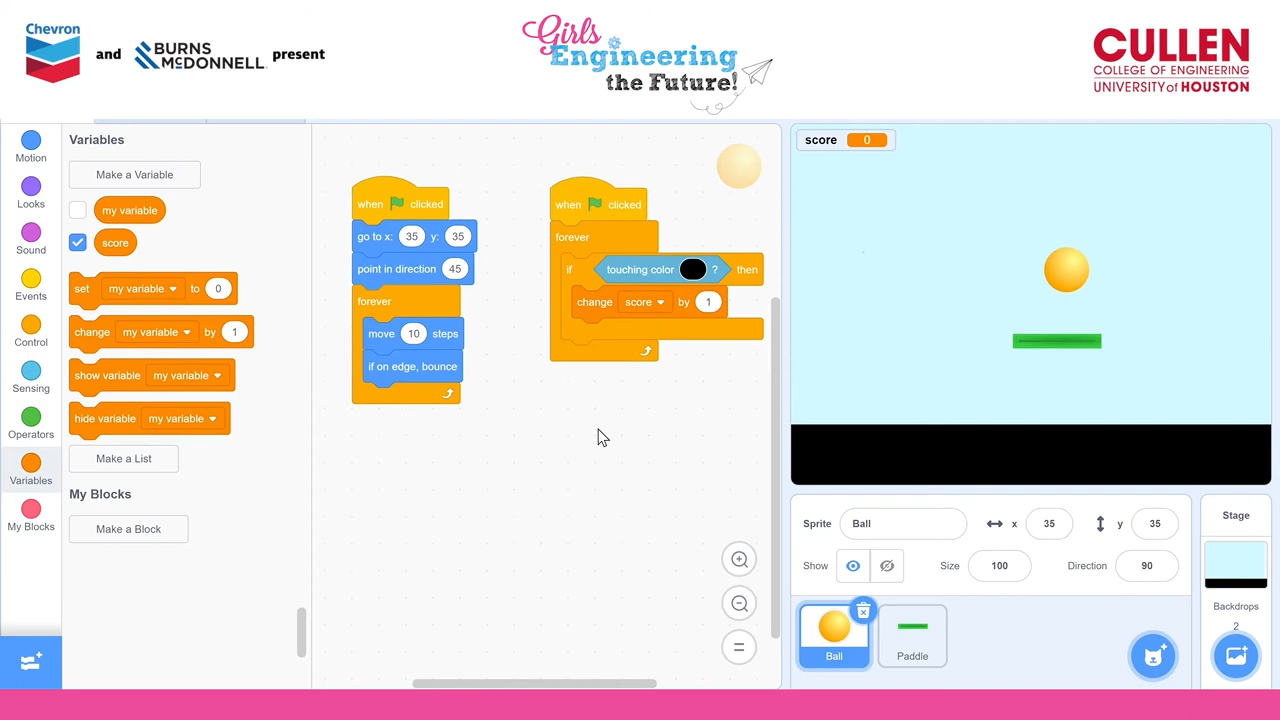 Chevron
and
BURNS
McDONNELL
present
Girls
Engineering
the Future!
CULLEN
COLLEGE OF ENGINEERING
UNIVERSITY of HOUSTON
Motion
Looks
Sound
Events
Control
Sensing
Operators
Variables
My Blocks
Variables
Make a Variable
my variable
score
set my variable to 0
change my variable by 1
show variable my variable
hide variable my variable
Make a List
My Blocks
Make a Block
when clicked
go to x: 35 y: 35
point in direction 45
forever
move 10 steps
if on edge, bounce
when clicked
forever
if touching color ? then
change score by 1
score 0
Sprite Ball x 35 y 35
Show Size 100 Direction 90
Ball
Paddle
Stage
Backdrops
2